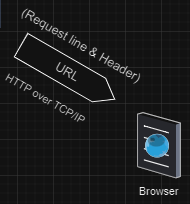 (Request line & Header)
URL
HTTP over TCP/IP
Browser